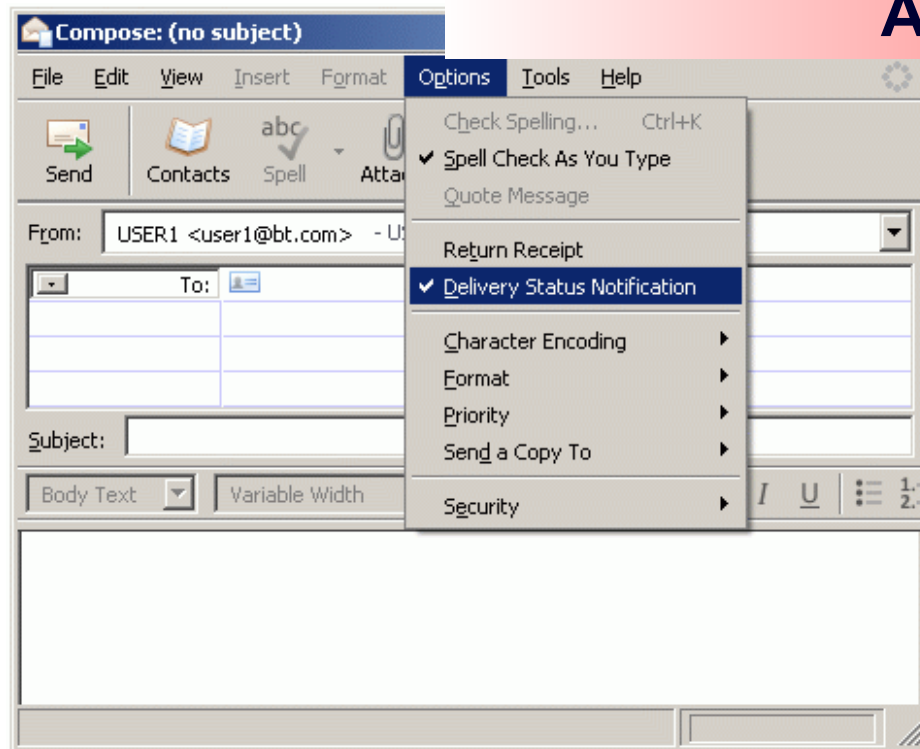 A
Compose: (no subject)
File Edit View Insert Format Options Tools Help
Send Contacts Spell
Check Spelling... Ctrl+K
Spell Check As You Type
Quote Message
Return Receipt
Delivery Status Notification
Character Encoding
Format
Priority
Send a Copy To
Security
From: USER1 <user1@bt.com>
To:
Subject:
Body Text Variable Width I U 1. 2.